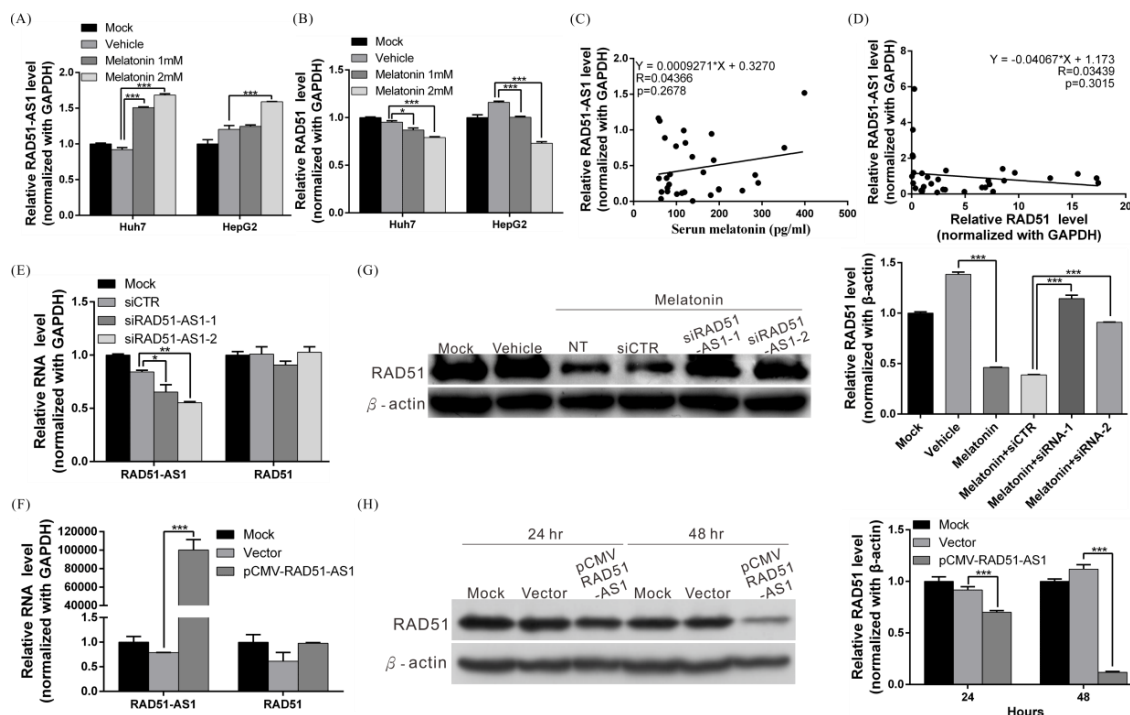 (A)
Mock
Vehicle
Melatonin 1mM
Melatonin 2mM
Relative RAD51-AS1 level
(normalized with GAPDH)
2.0
1.5
1.0
0.5
0.0
***
***
***
Huh7
HepG2
(B)
Mock
Vehicle
Melatonin 1mM
Melatonin 2mM
Relative RAD51 level
(normalized with GAPDH)
2.0
1.5
1.0
0.5
0.0
***
*
***
***
Huh7
HepG2
(C)
Y = 0.0009271*X + 0.3270
R=0.04366
p=0.2678
Relative RAD51-AS1 level
(normalized with GAPDH)
2.0
1.5
1.0
0.5
0.0
0
100
200
300
400
500
Serun melatonin (pg/ml)
(D)
Y = -0.04067*X + 1.173
R=0.03439
p=0.3015
Relative RAD51-AS1 level
(normalized with GAPDH)
8
6
4
2
0
0
5
10
15
20
Relative RAD51 level
(normalized with GAPDH)
(E)
Mock
siCTR
siRAD51-AS1-1
siRAD51-AS1-2
Relative RNA level
(normalized with GAPDH)
1.5
1.0
0.5
0.0
**
*
RAD51-AS1
RAD51
(G)
Melatonin
Mock
Vehicle
NT
siCTR
siRAD51
-AS1-1
siRAD51
-AS1-2
RAD51
β- actin
Relative RAD51 level
(normalized with β-actin)
1.5
1.0
0.5
0.0
***
***
***
Mock
Vehicle
Melatonin
Melatonin+siCTR
Melatonin+siRNA-1
Melatonin+siRNA-2
(F)
Mock
Vector
pCMV-RAD51-AS1
Relative RNA level
(normalized with GAPDH)
120000
100000
80000
60000
40000
1.5
1.0
0.5
0.0
***
RAD51-AS1
RAD51
(H)
24 hr
48 hr
Mock
Vector
pCMV
RAD51
-AS1
Mock
Vector
pCMV
RAD51
-AS1
RAD51
β- actin
Mock
Vector
pCMV-RAD51-AS1
Relative RAD51 level
(normalized with β-actin)
1.5
1.0
0.5
0.0
***
***
24
48
Hours